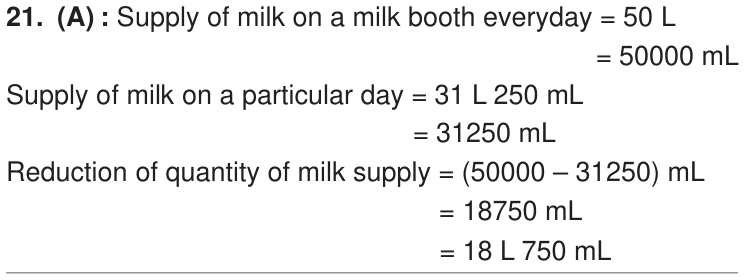 21. (A) : Supply of milk on a milk booth everyday = 50 L
= 50000 mL
Supply of milk on a particular day = 31 L 250 mL
= 31250 mL
Reduction of quantity of milk supply = (50000 – 31250) mL
= 18750 mL
= 18 L 750 mL